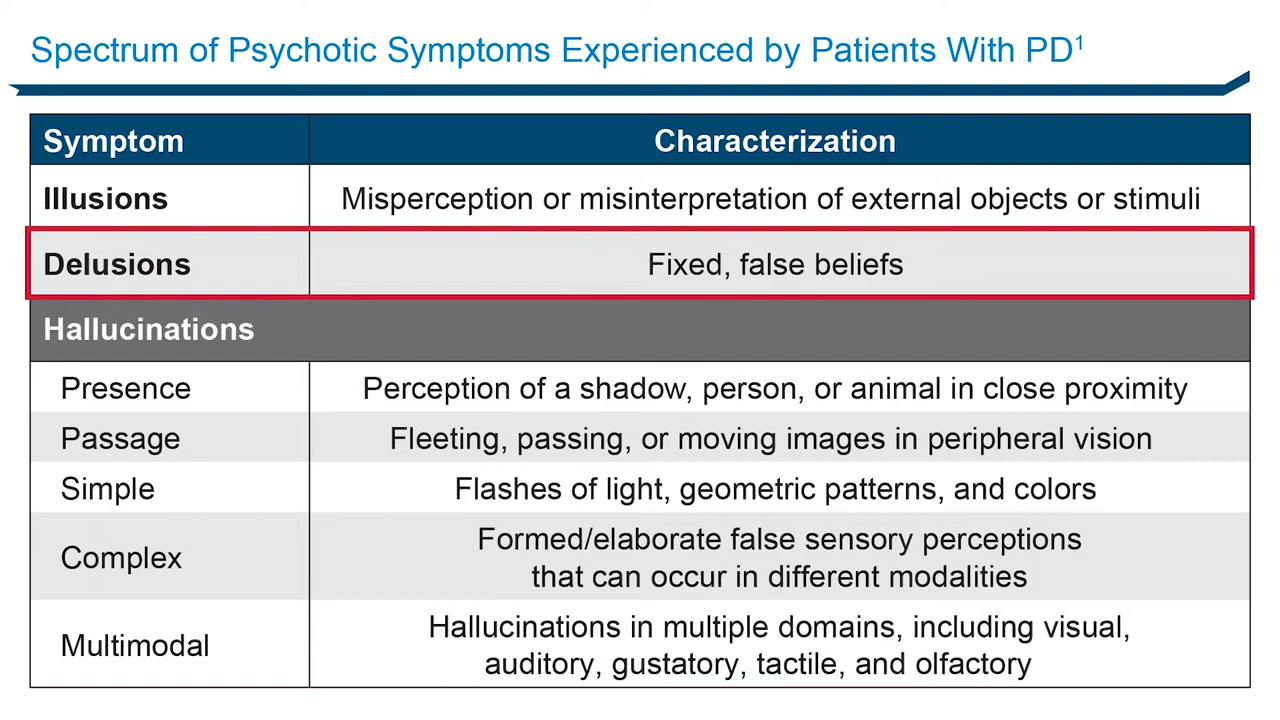 Spectrum of Psychotic Symptoms Experienced by Patients With PD1
Symptom Characterization
Illusions Misperception or misinterpretation of external objects or stimuli
Delusions Fixed, false beliefs
Hallucinations
Presence Perception of a shadow, person, or animal in close proximity
Passage Fleeting, passing, or moving images in peripheral vision
Simple Flashes of light, geometric patterns, and colors
Complex Formed/elaborate false sensory perceptions
that can occur in different modalities
Multimodal Hallucinations in multiple domains, including visual,
auditory, gustatory, tactile, and olfactory